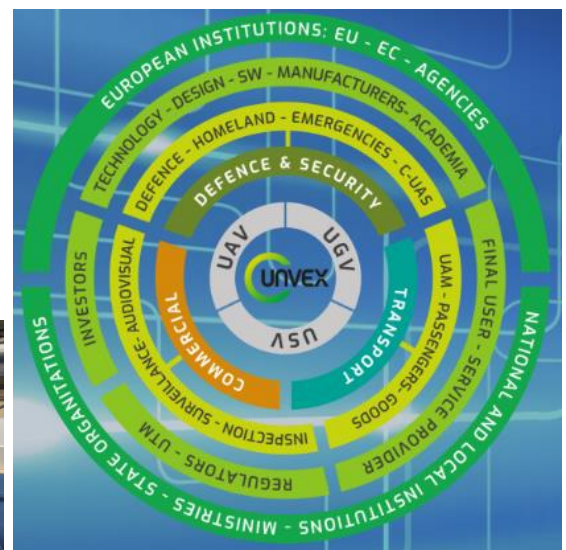 EUROPEAN INSTITUTIONS: EU - EC - AGENCIES
NATIONAL AND LOCAL INSTITUTIONS - MINISTRIES - STATE ORGANITATIONS
TECHNOLOGY - DESIGN - SW - MANUFACTURERS- ACADEMIA
FINAL USER - SERVICE PROVIDER
REGULATORS - UTM
INVESTORS
DEFENCE - HOMELAND - EMERGENCIES - C-UAS
UAM - PASSENGERS- GOODS
INSPECTION - SURVEILLANCE- AUDIOVISUAL
DEFENCE & SECURITY
TRANSPORT
COMMERCIAL
UAV
UGV
USV
UNVEX